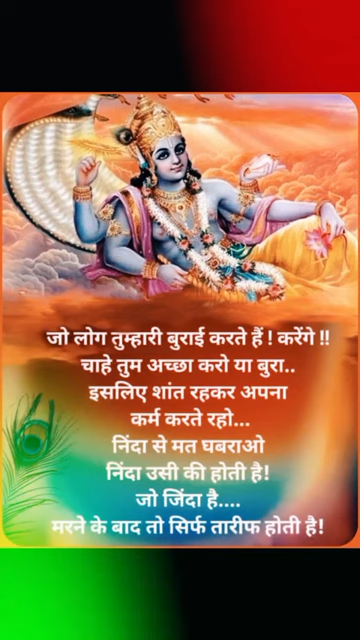 जो लोग तुम्हारी बुराई करते हैं ! करेंगे !!
चाहे तुम अच्छा करो या बुरा..
इसलिए शांत रहकर अपना
कर्म करते रहो...
निंदा से मत घबराओ
निंदा उसी की होती है!
जो जिंदा है....
मरने के बाद तो सिर्फ तारीफ होती है!